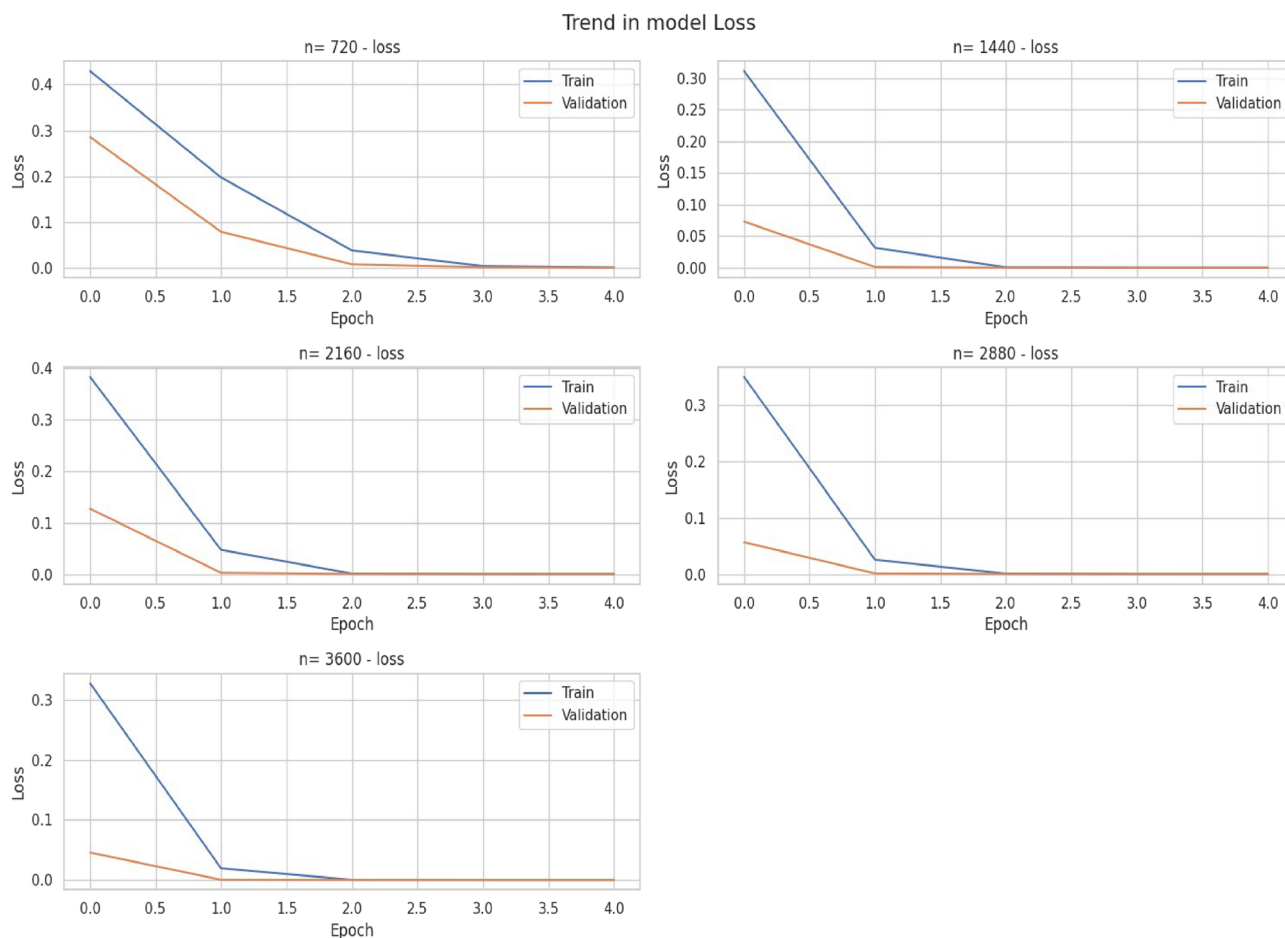 Trend in model Loss
n= 720 - loss
Train
Validation
Loss
0.4
0.3
0.2
0.1
0.0
0.0 0.5 1.0 1.5 2.0 2.5 3.0 3.5 4.0
Epoch
n= 1440 - loss
Train
Validation
Loss
0.30
0.25
0.20
0.15
0.10
0.05
0.00
0.0 0.5 1.0 1.5 2.0 2.5 3.0 3.5 4.0
Epoch
n= 2160 - loss
Train
Validation
Loss
0.4
0.3
0.2
0.1
0.0
0.0 0.5 1.0 1.5 2.0 2.5 3.0 3.5 4.0
Epoch
n= 2880 - loss
Train
Validation
Loss
0.3
0.2
0.1
0.0
0.0 0.5 1.0 1.5 2.0 2.5 3.0 3.5 4.0
Epoch
n= 3600 - loss
Train
Validation
Loss
0.3
0.2
0.1
0.0
0.0 0.5 1.0 1.5 2.0 2.5 3.0 3.5 4.0
Epoch